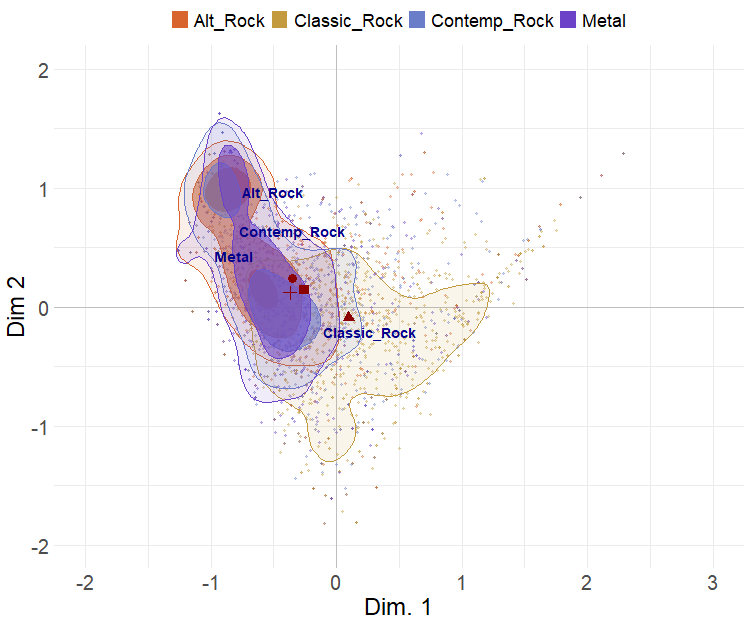 Alt_Rock Classic_Rock Contemp_Rock Metal
2
1
0
-1
-2
Dim 2
Alt_Rock
Contemp_Rock
Metal
Classic_Rock
-2 -1 0 1 2 3
Dim. 1